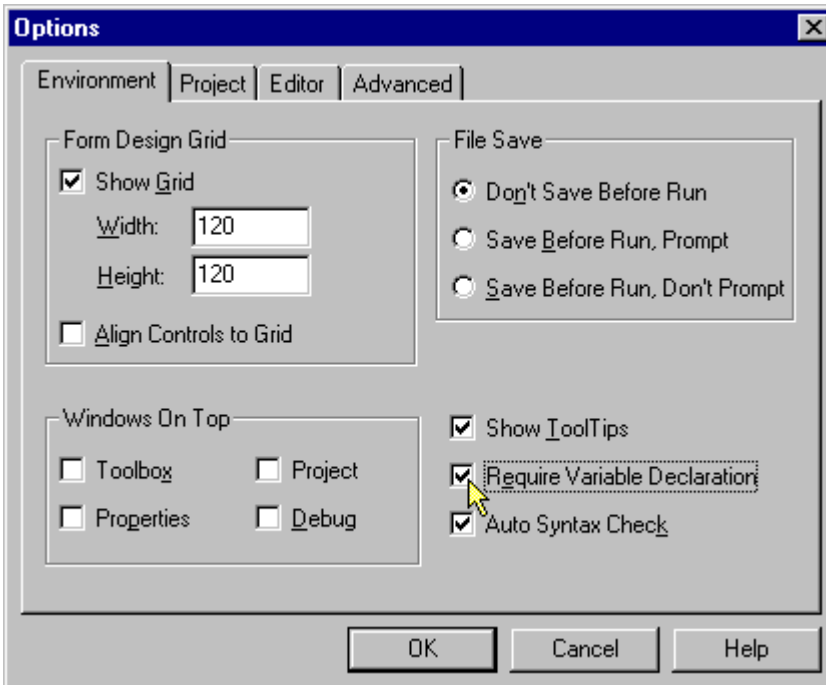 Options
Environment Project Editor Advanced
Form Design Grid
Show Grid
Width: 120
Height: 120
Align Controls to Grid
File Save
Don't Save Before Run
Save Before Run, Prompt
Save Before Run, Don't Prompt
Windows On Top
Toolbox Project
Properties Debug
Show ToolTips
Require Variable Declaration
Auto Syntax Check
OK Cancel Help